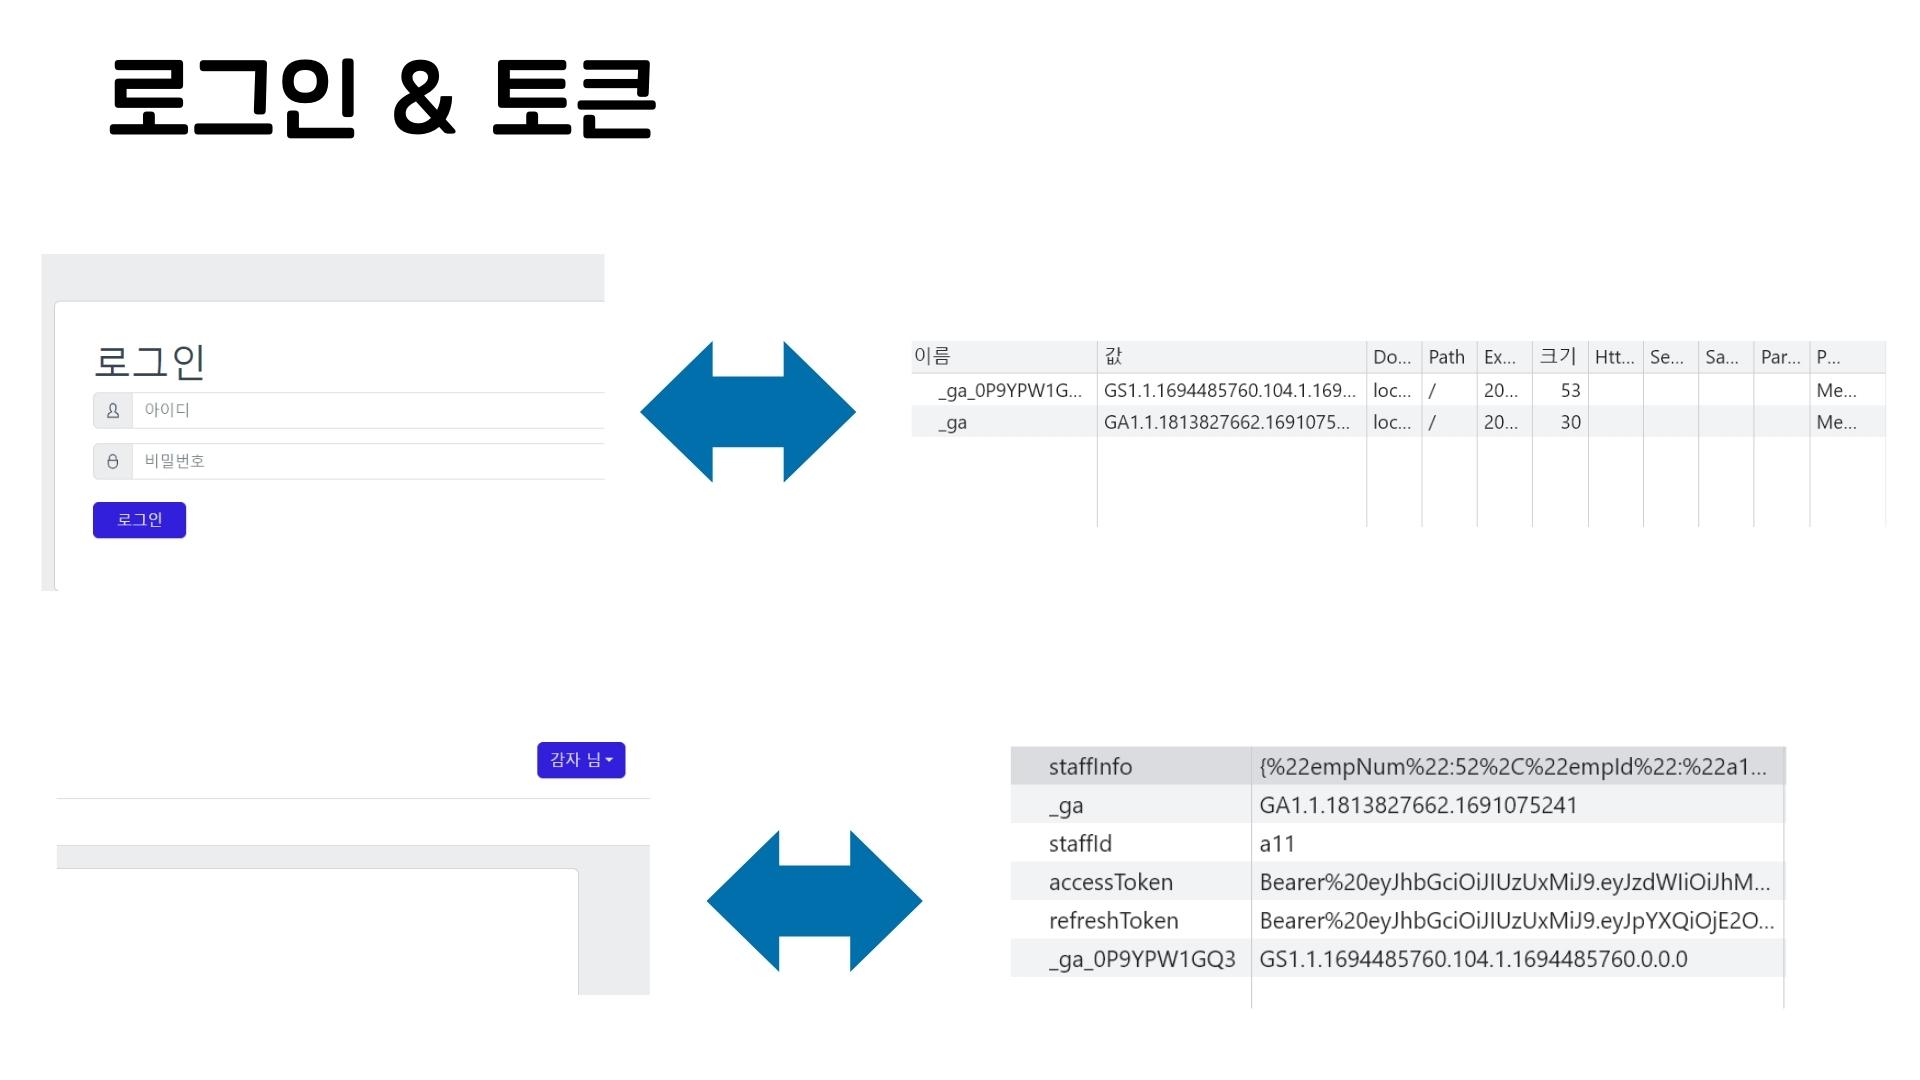 로그인 & 토큰
로그인
아이디
비밀번호
로그인
이름 값 Do... Path Ex... 크기 Htt... Se... Sa... Par... P...
_ga_0P9YPW1G... GS1.1.1694485760.104.1.169... loc... / 20... 53 Me...
_ga GA1.1.1813827662.1691075... loc... / 20... 30 Me...
감자 님
staffInfo {%22empNum%22:52%2C%22empId%22:%22a1...
_ga GA1.1.1813827662.1691075241
staffId a11
accessToken Bearer%20eyJhbGciOiJIUzUxMiJ9.eyJzdWIiOiJhM...
refreshToken Bearer%20eyJhbGciOiJIUzUxMiJ9.eyJpYXQiOjE2O...
_ga_0P9YPW1GQ3 GS1.1.1694485760.104.1.1694485760.0.0.0